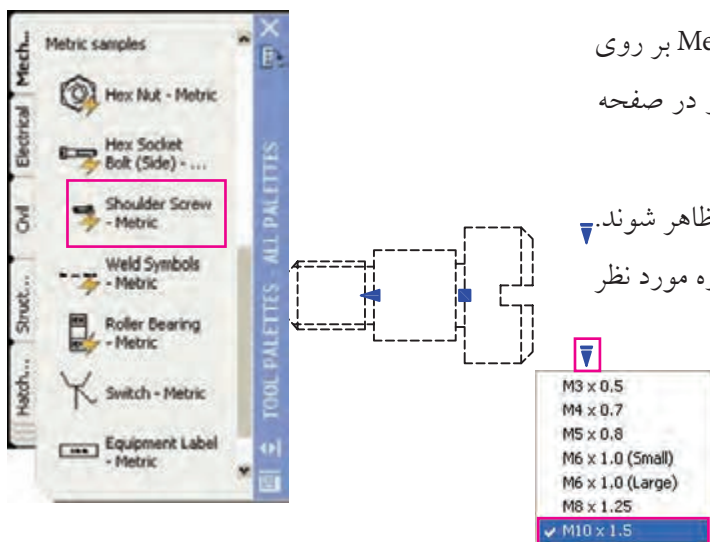 Mech...
Electrical
Civil
Struct...
Hatch...
Metric samples
Hex Nut - Metric
Hex Socket
Bolt (Side) - ...
Shoulder Screw
- Metric
Weld Symbols
- Metric
Roller Bearing
- Metric
Switch - Metric
Equipment Label
- Metric
TOOL PALETTES - ALL PALETTES
Me بر روی
در صفحه
ظاهر شوند.
مورد نظر
M3 x 0.5
M4 x 0.7
M5 x 0.8
M6 x 1.0 (Small)
M6 x 1.0 (Large)
M8 x 1.25
M10 x 1.5